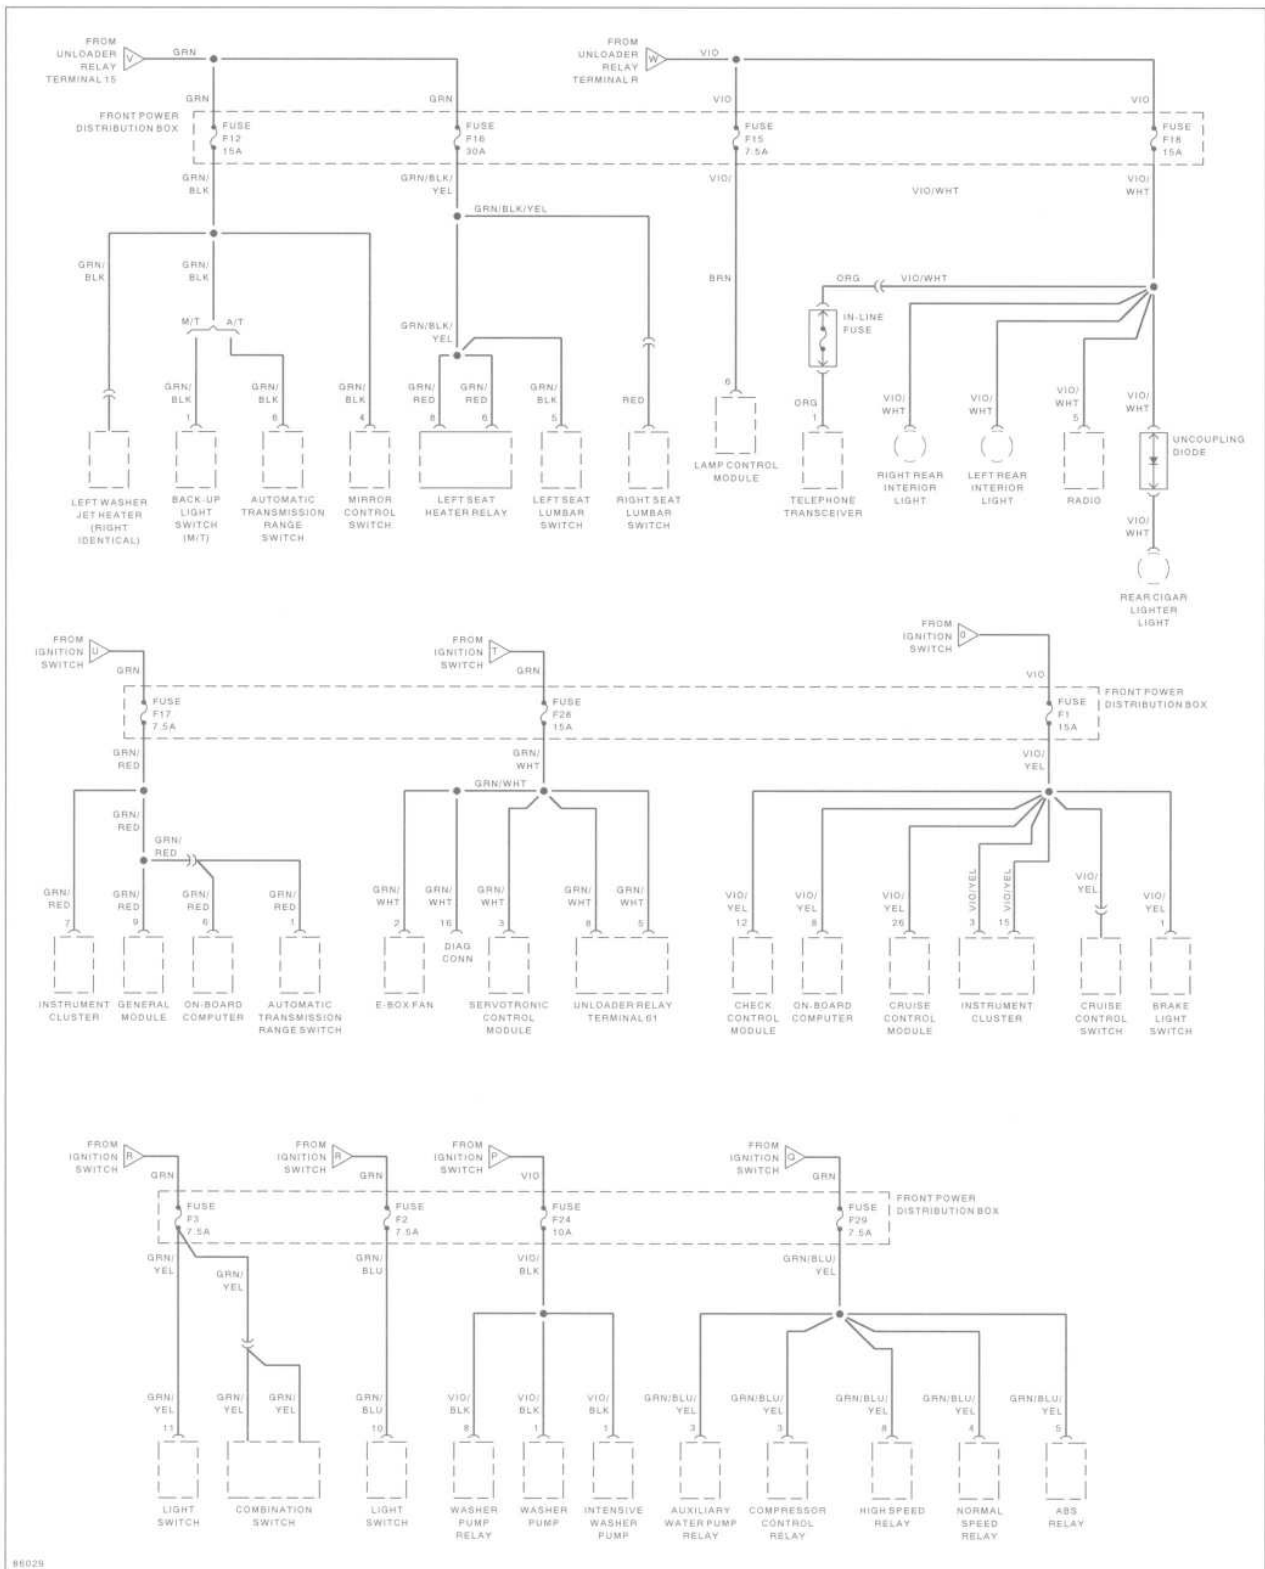 FROM
UNLOADER
RELAY
TERMINAL 15
V
GRN
FROM
UNLOADER
RELAY
TERMINAL R
W
VIO
GRN
GRN
VIO
VIO
FRONT POWER
DISTRIBUTION BOX
FUSE
F12
15A
FUSE
F16
30A
FUSE
F15
7.5A
FUSE
F18
15A
GRN/
BLK
GRN/BLK/
YEL
VIO/
VIO/WHT
VIO/
WHT
GRN/BLK/YEL
GRN/
BLK
GRN/
BLK
BRN
ORG
VIO/WHT
M/T
A/T
GRN/BLK/
YEL
IN-LINE
FUSE
GRN/
BLK
1
GRN/
BLK
6
GRN/
BLK
4
GRN/
RED
8
GRN/
RED
6
GRN/
BLK
5
RED
6
ORG
1
VIO/
WHT
VIO/
WHT
VIO/
WHT
5
VIO/
WHT
UNCOUPLING
DIODE
LEFT WASHER
JET HEATER
(RIGHT
IDENTICAL)
BACK-UP
LIGHT
SWITCH
(M/T)
AUTOMATIC
TRANSMISSION
RANGE
SWITCH
MIRROR
CONTROL
SWITCH
LEFT SEAT
HEATER RELAY
LEFT SEAT
LUMBAR
SWITCH
RIGHT SEAT
LUMBAR
SWITCH
LAMP CONTROL
MODULE
TELEPHONE
TRANSCEIVER
RIGHT REAR
INTERIOR
LIGHT
LEFT REAR
INTERIOR
LIGHT
RADIO
VIO/
WHT
REAR CIGAR
LIGHTER
LIGHT
FROM
IGNITION
SWITCH
U
GRN
FROM
IGNITION
SWITCH
T
GRN
FROM
IGNITION
SWITCH
VIO
FUSE
F17
7.5A
FUSE
F28
15A
FUSE
F1
15A
FRONT POWER
DISTRIBUTION BOX
GRN/
RED
GRN/
WHT
VIO/
YEL
GRN/
RED
GRN/
RED
GRN/WHT
GRN/
RED
7
GRN/
RED
9
GRN/
RED
6
GRN/
RED
1
GRN/
WHT
2
GRN/
WHT
16
GRN/
WHT
3
GRN/
WHT
8
GRN/
WHT
5
VIO/
YEL
12
VIO/
YEL
8
VIO/
YEL
26
VIO/YEL
3
VIO/YEL
15
VIO/
YEL
VIO/
YEL
1
DIAG
CONN
INSTRUMENT
CLUSTER
GENERAL
MODULE
ON-BOARD
COMPUTER
AUTOMATIC
TRANSMISSION
RANGE SWITCH
E-BOX FAN
SERVOTRONIC
CONTROL
MODULE
UNLOADER RELAY
TERMINAL 61
CHECK
CONTROL
MODULE
ON-BOARD
COMPUTER
CRUISE
CONTROL
MODULE
INSTRUMENT
CLUSTER
CRUISE
CONTROL
SWITCH
BRAKE
LIGHT
SWITCH
FROM
IGNITION
SWITCH
R
GRN
FROM
IGNITION
SWITCH
R
GRN
FROM
IGNITION
SWITCH
P
VIO
FROM
IGNITION
SWITCH
Q
GRN
FUSE
F3
7.5A
FUSE
F2
7.5A
FUSE
F24
10A
FUSE
F29
7.5A
FRONT POWER
DISTRIBUTION BOX
GRN/
YEL
GRN/
YEL
GRN/
BLU
VIO/
BLK
GRN/BLU/
YEL
GRN/
YEL
11
GRN/
YEL
GRN/
YEL
GRN/
BLU
10
VIO/
BLK
8
VIO/
BLK
1
VIO/
BLK
1
GRN/BLU/
YEL
3
GRN/BLU/
YEL
3
GRN/BLU/
YEL
8
GRN/BLU/
YEL
4
GRN/BLU/
YEL
5
LIGHT
SWITCH
COMBINATION
SWITCH
LIGHT
SWITCH
WASHER
PUMP
RELAY
WASHER
PUMP
INTENSIVE
WASHER
PUMP
AUXILIARY
WATER PUMP
RELAY
COMPRESSOR
CONTROL
RELAY
HIGH SPEED
RELAY
NORMAL
SPEED
RELAY
ABS
RELAY
86029